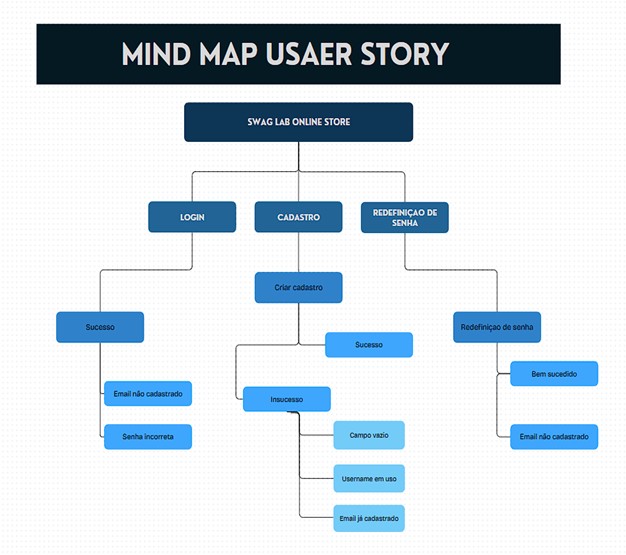 MIND MAP USAER STORY
SWAG LAB ONLINE STORE
LOGIN
CADASTRO
REDEFINIÇAO DE
SENHA
Criar cadastro
Sucesso
Redefiniçao de senha
Sucesso
Bem sucedido
Email não cadastrado
Insucesso
Senha incorreta
Campo vazio
Email não cadastrado
Username em uso
Email já cadastrado